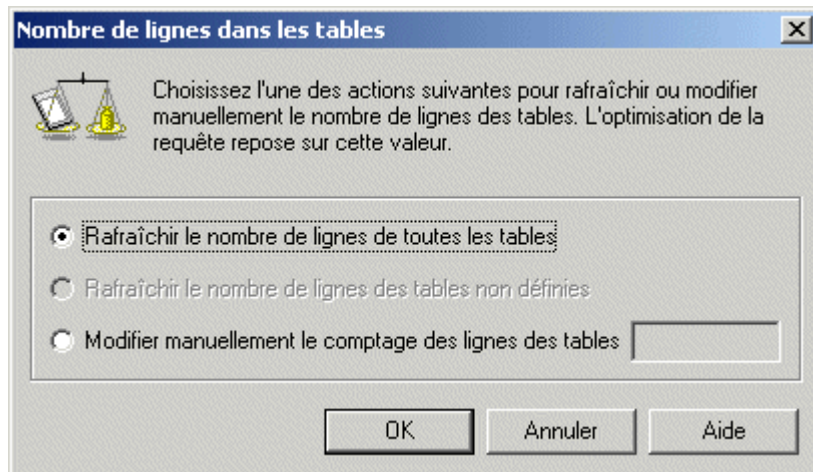 Nombre de lignes dans les tables
Choisissez l'une des actions suivantes pour rafraîchir ou modifier
manuellement le nombre de lignes des tables. L'optimisation de la
requête repose sur cette valeur.
Rafraîchir le nombre de lignes de toutes les tables
Rafraîchir le nombre de lignes des tables non définies
Modifier manuellement le comptage des lignes des tables
OK Annuler Aide